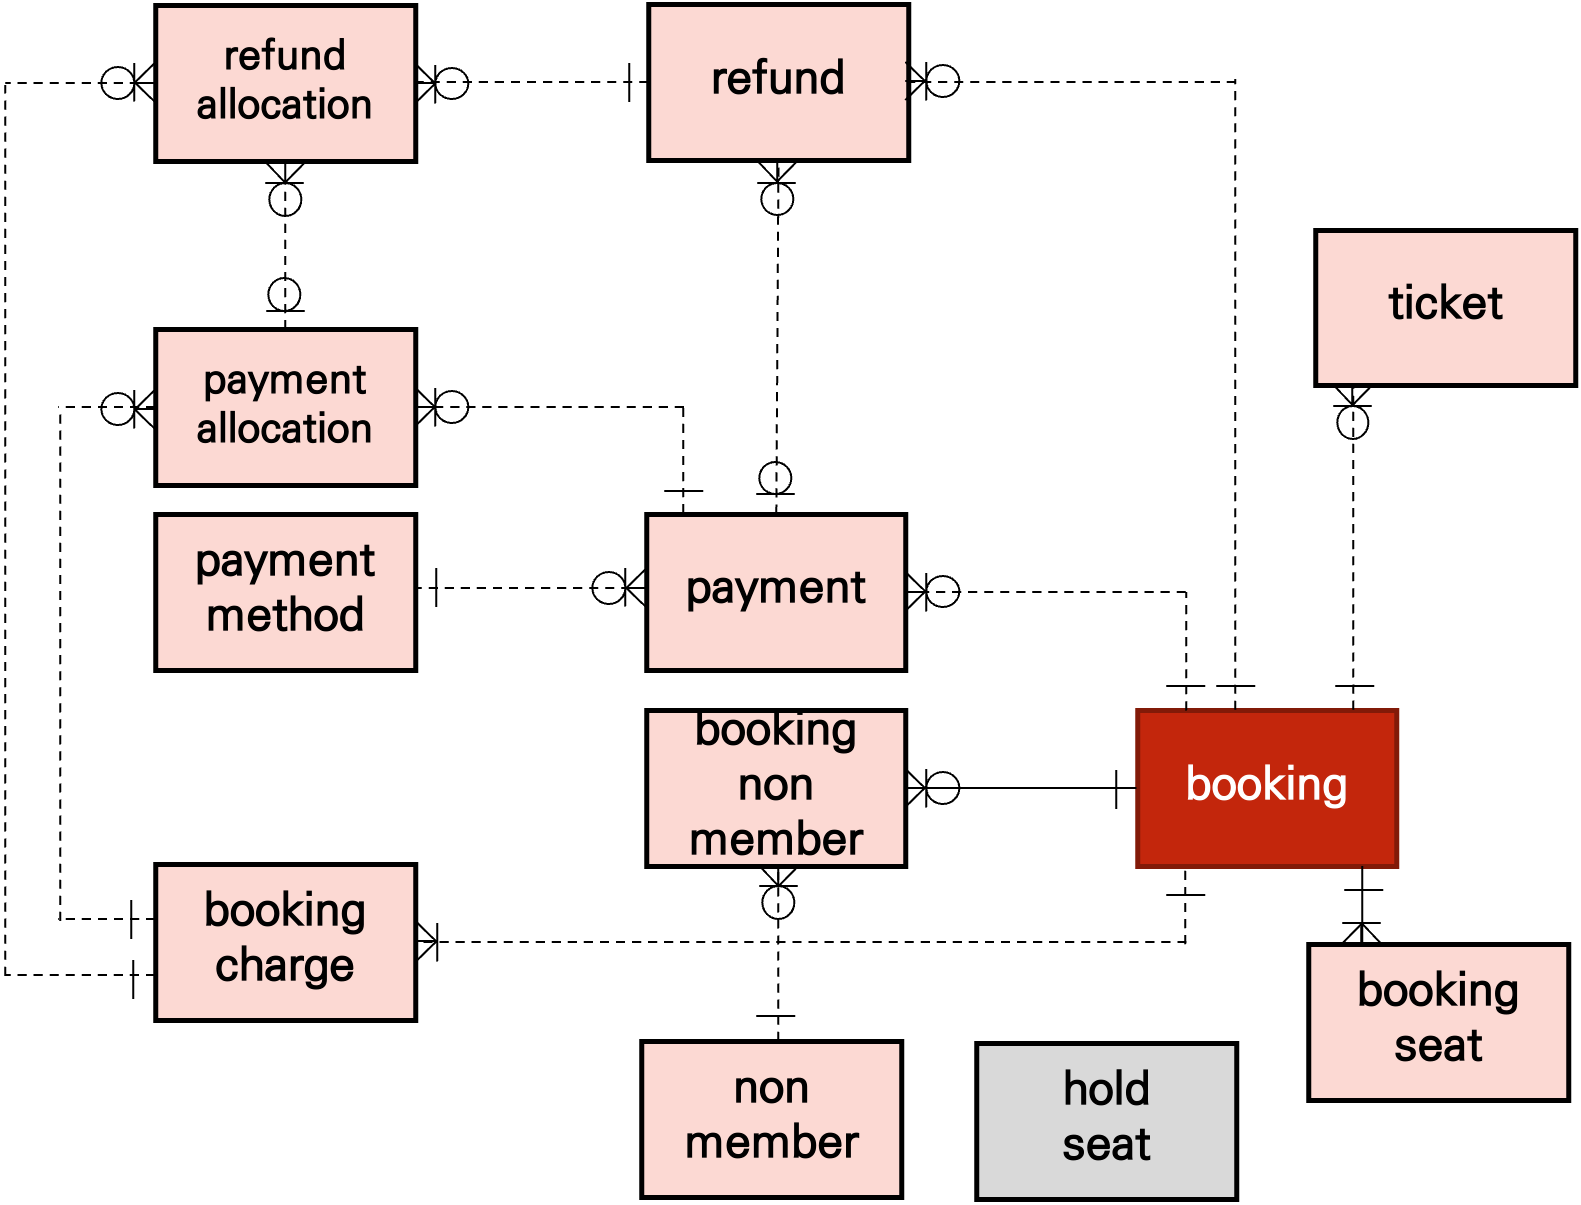 refund
allocation
refund
ticket
payment
allocation
payment
method
payment
booking
non
member
booking
booking
charge
booking
seat
non
member
hold
seat